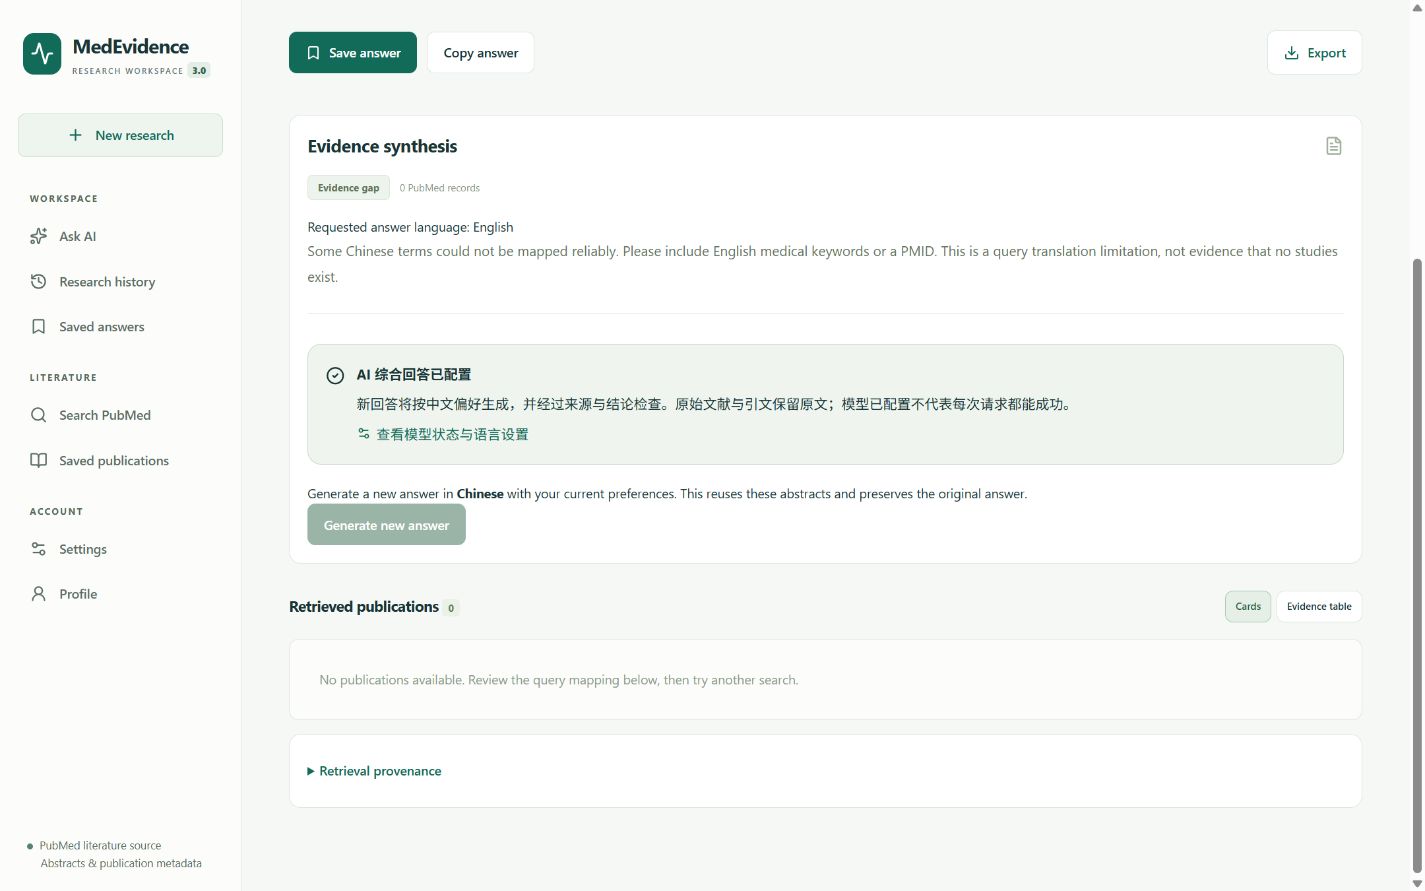 MedEvidence
RESEARCH WORKSPACE 3.0
New research
WORKSPACE
Ask AI
Research history
Saved answers
LITERATURE
Search PubMed
Saved publications
ACCOUNT
Settings
Profile
PubMed literature source
Abstracts & publication metadata
Save answer
Copy answer
Export
Evidence synthesis
Evidence gap
0 PubMed records
Requested answer language: English
Some Chinese terms could not be mapped reliably. Please include English medical keywords or a PMID. This is a query translation limitation, not evidence that no studies
exist.
AI 综合回答已配置
新回答将按中文偏好生成，并经过来源与结论检查。原始文献与引文保留原文；模型已配置不代表每次请求都能成功。
查看模型状态与语言设置
Generate a new answer in Chinese with your current preferences. This reuses these abstracts and preserves the original answer.
Generate new answer
Retrieved publications 0
Cards
Evidence table
No publications available. Review the query mapping below, then try another search.
Retrieval provenance